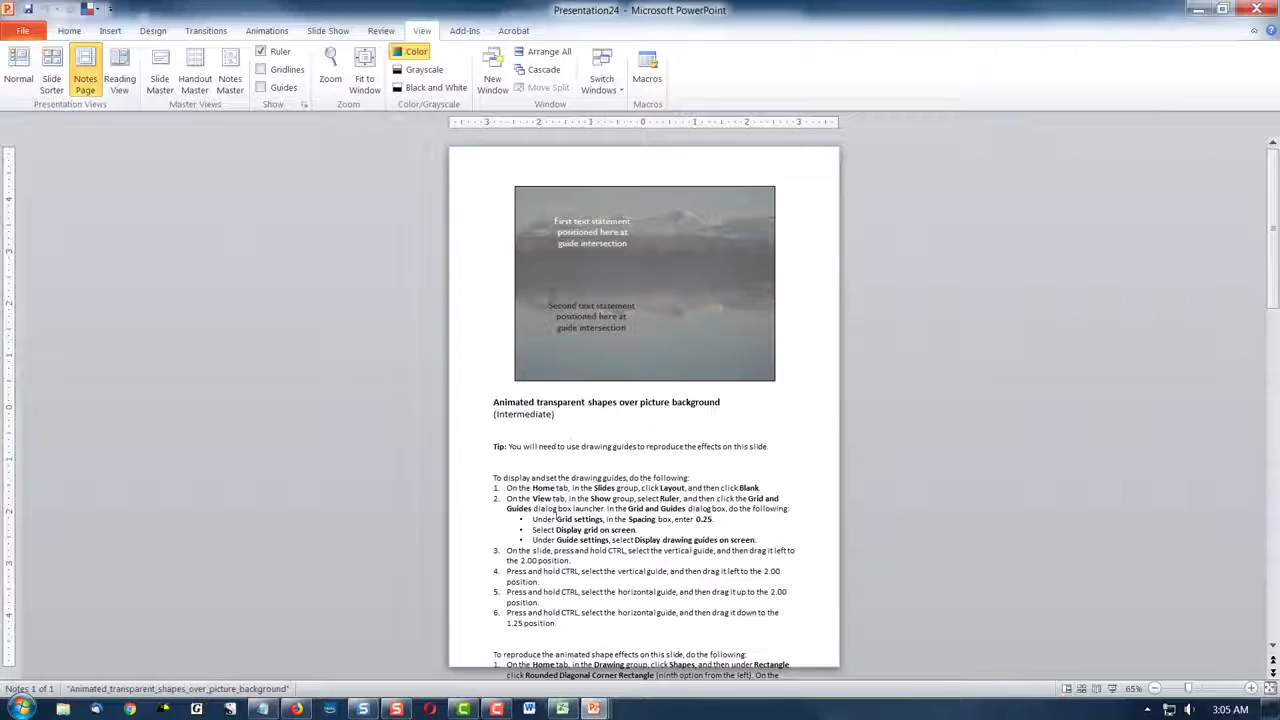 Presentation24 - Microsoft PowerPoint
File Home Insert Design Transitions Animations Slide Show Review View Add-Ins Acrobat
Normal
Slide Sorter
Notes Page
Reading View
Presentation Views
Slide Master
Handout Master
Notes Master
Master Views
Ruler
Gridlines
Guides
Show
Zoom
Fit to Window
Zoom
Color
Grayscale
Black and White
Color/Grayscale
New Window
Arrange All
Cascade
Move Split
Switch Windows
Window
Macros
Macros
3 2 1 0 1 2 3
4
3
2
1
0
1
2
3
4
First text statement
positioned here at
guide intersection
Second text statement
positioned here at
guide intersection
Animated transparent shapes over picture background
(Intermediate)
Tip: You will need to use drawing guides to reproduce the effects on this slide.
To display and set the drawing guides, do the following:
1. On the Home tab, in the Slides group, click Layout, and then click Blank.
2. On the View tab, in the Show group, select Ruler, and then click the Grid and
Guides dialog box launcher. In the Grid and Guides dialog box, do the following:
• Under Grid settings, in the Spacing box, enter 0.25.
• Select Display grid on screen.
• Under Guide settings, select Display drawing guides on screen.
3. On the slide, press and hold CTRL, select the vertical guide, and then drag it left to
the 2.00 position.
4. Press and hold CTRL, select the vertical guide, and then drag it left to the 2.00
position.
5. Press and hold CTRL, select the horizontal guide, and then drag it up to the 2.00
position.
6. Press and hold CTRL, select the horizontal guide, and then drag it down to the
1.25 position.
To reproduce the animated shape effects on this slide, do the following:
1. On the Home tab, in the Drawing group, click Shapes, and then under Rectangle
click Rounded Diagonal Corner Rectangle (ninth option from the left). On the
Notes 1 of 1 "Animated_transparent_shapes_over_picture_background" 65%
3:05 AM